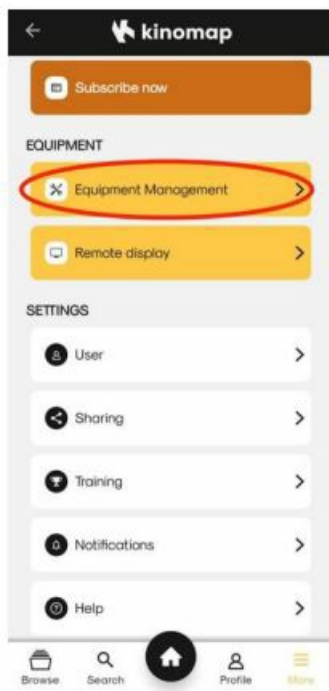 kinomap
Subscribe now
EQUIPMENT
Equipment Management
Remote display
SETTINGS
User
Sharing
Training
Notifications
Help
Browse Search Profile More